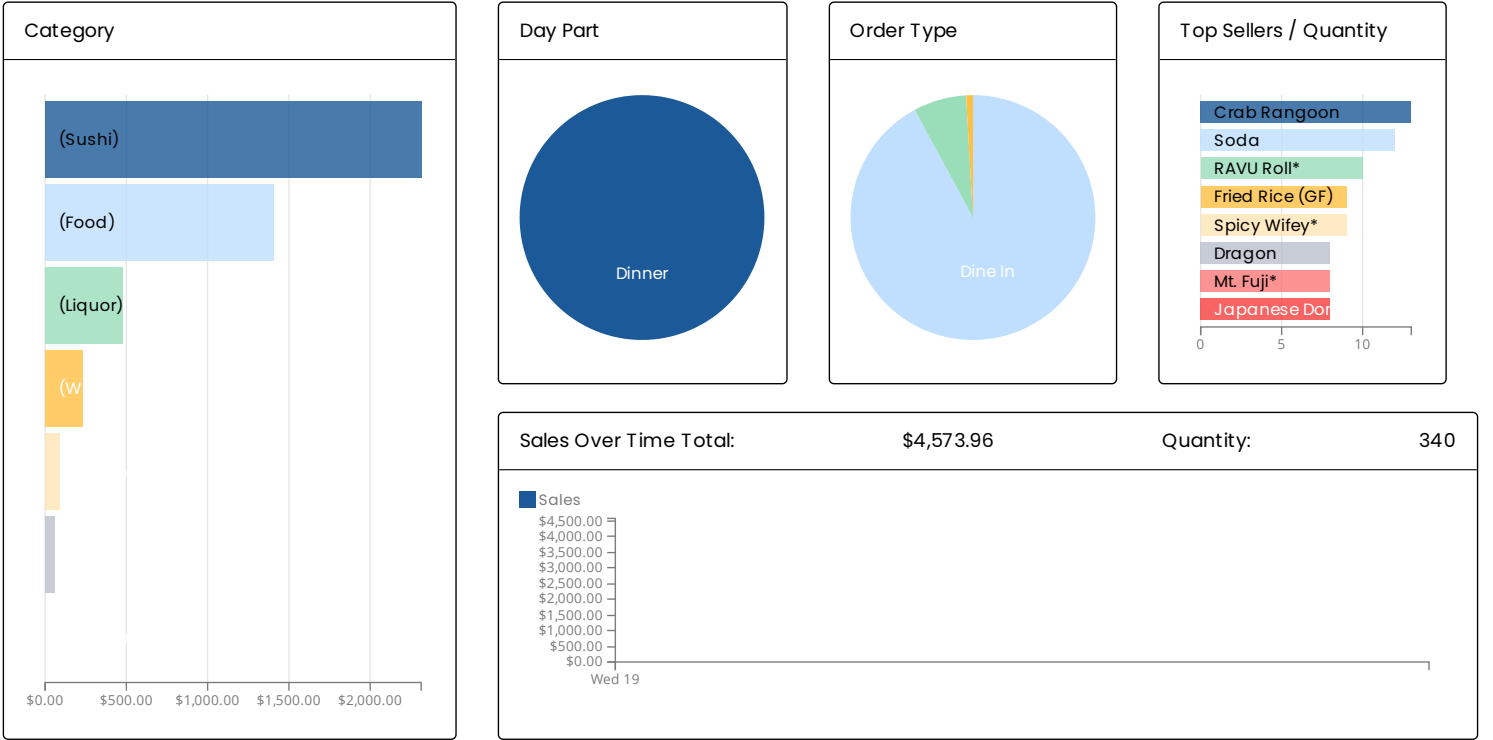 Category
(Sushi)
(Food)
(Liquor)
(W
$0.00 $500.00 $1,000.00 $1,500.00 $2,000.00
Day Part
Dinner
Order Type
Dine In
Top Sellers / Quantity
Crab Rangoon
Soda
RAVU Roll*
Fried Rice (GF)
Spicy Wifey*
Dragon
Mt. Fuji*
Japanese Don
0 5 10
Sales Over Time Total: $4,573.96 Quantity: 340
Sales
$4,500.00
$4,000.00
$3,500.00
$3,000.00
$2,500.00
$2,000.00
$1,500.00
$1,000.00
$500.00
$0.00
Wed 19